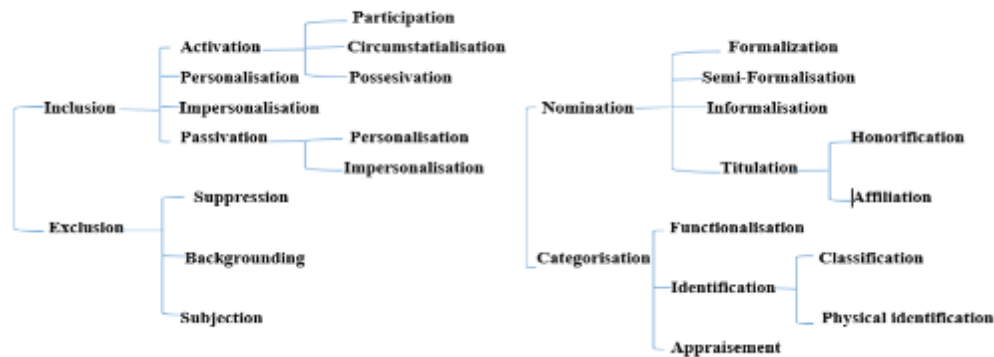 Participation
Activation
Circumstatialisation
Personalisation
Possesivation
Inclusion
Impersonalisation
Passivation
Personalisation
Impersonalisation
Suppression
Exclusion
Backgrounding
Subjection
Formalization
Semi-Formalisation
Nomination
Informalisation
Honorification
Titulation
Affiliation
Functionalisation
Categorisation
Classification
Identification
Physical identification
Appraisement